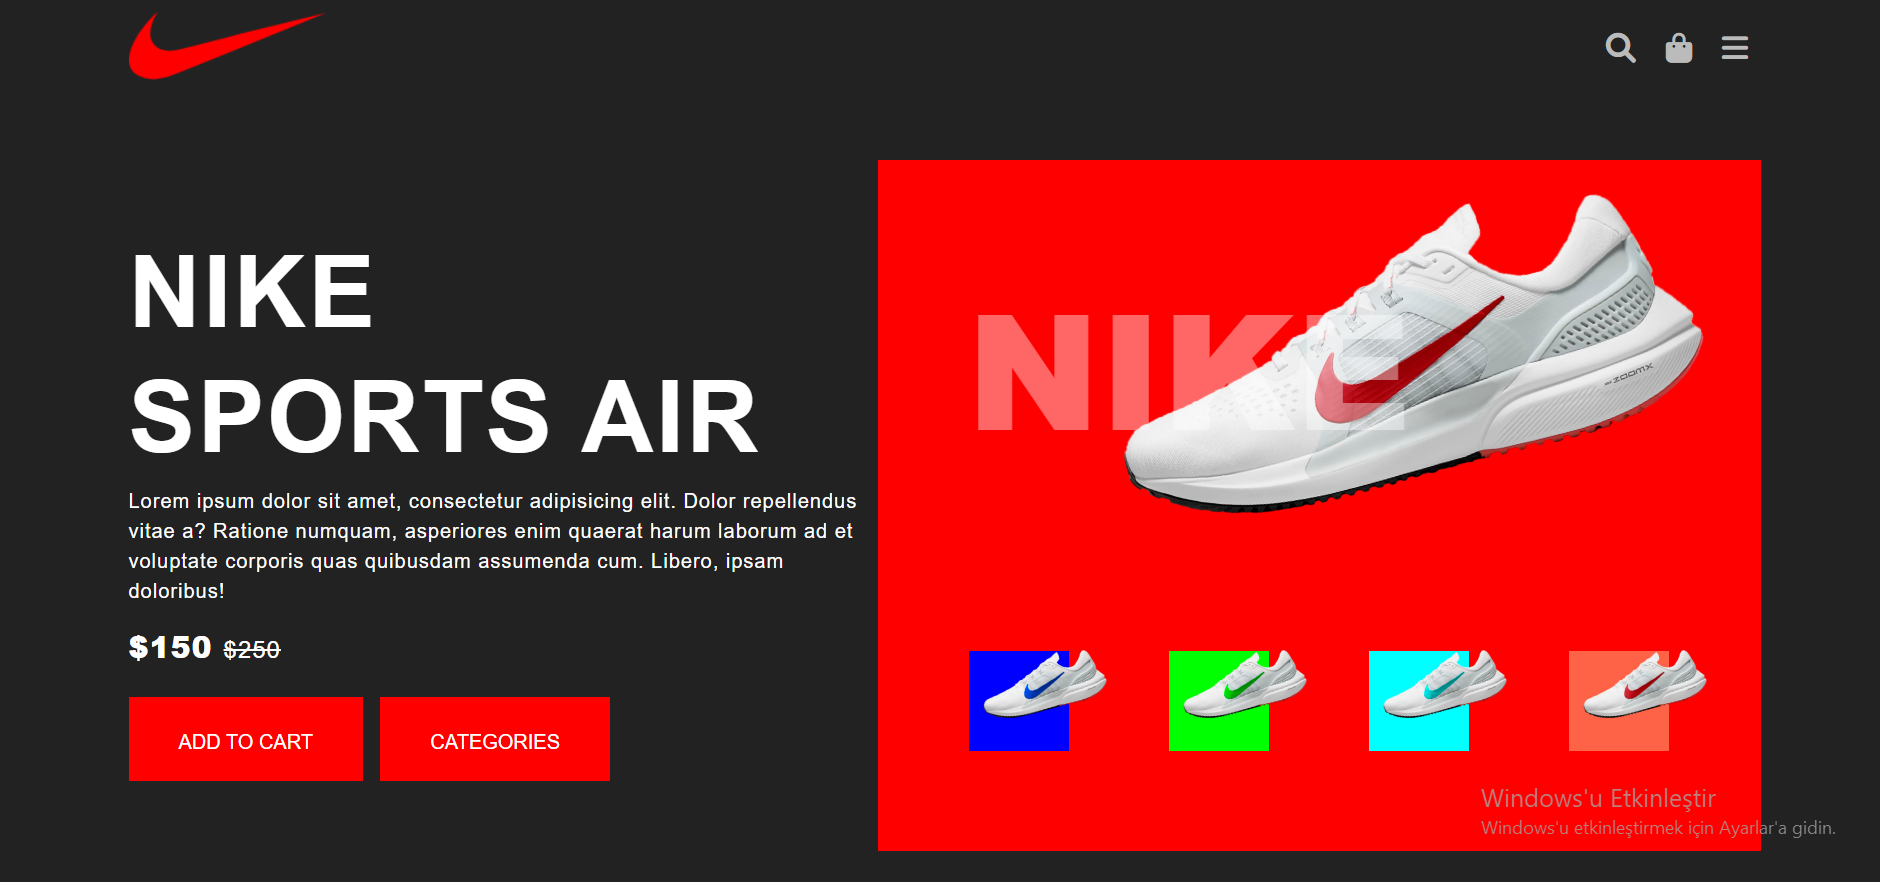 NIKE
SPORTS AIR
Lorem ipsum dolor sit amet, consectetur adipisicing elit. Dolor repellendus
vitae a? Ratione numquam, asperiores enim quaerat harum laborum ad et
voluptate corporis quas quibusdam assumenda cum. Libero, ipsam
doloribus!
$150 $250
ADD TO CART
CATEGORIES
NIKE
ZOOMX
Windows'u Etkinleştir
Windows'u etkinleştirmek için Ayarlar'a gidin.